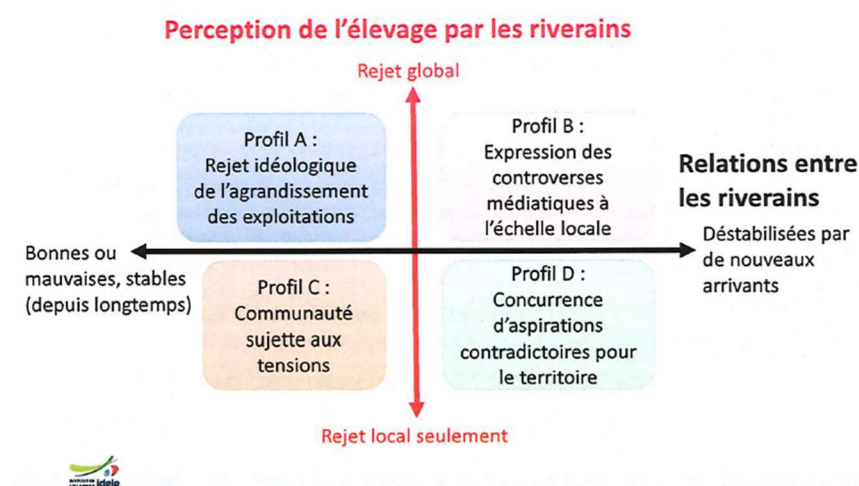 Perception de l'élevage par les riverains
Rejet global
Profil A :
Rejet idéologique
de l'agrandissement
des exploitations
Profil B :
Expression des
controverses
médiatiques à
l'échelle locale
Relations entre
les riverains
Déstabilisées par
de nouveaux
arrivants
Bonnes ou
mauvaises, stables
(depuis longtemps)
Profil C :
Communauté
sujette aux
tensions
Profil D :
Concurrence
d'aspirations
contradictoires pour
le territoire
Rejet local seulement
idele